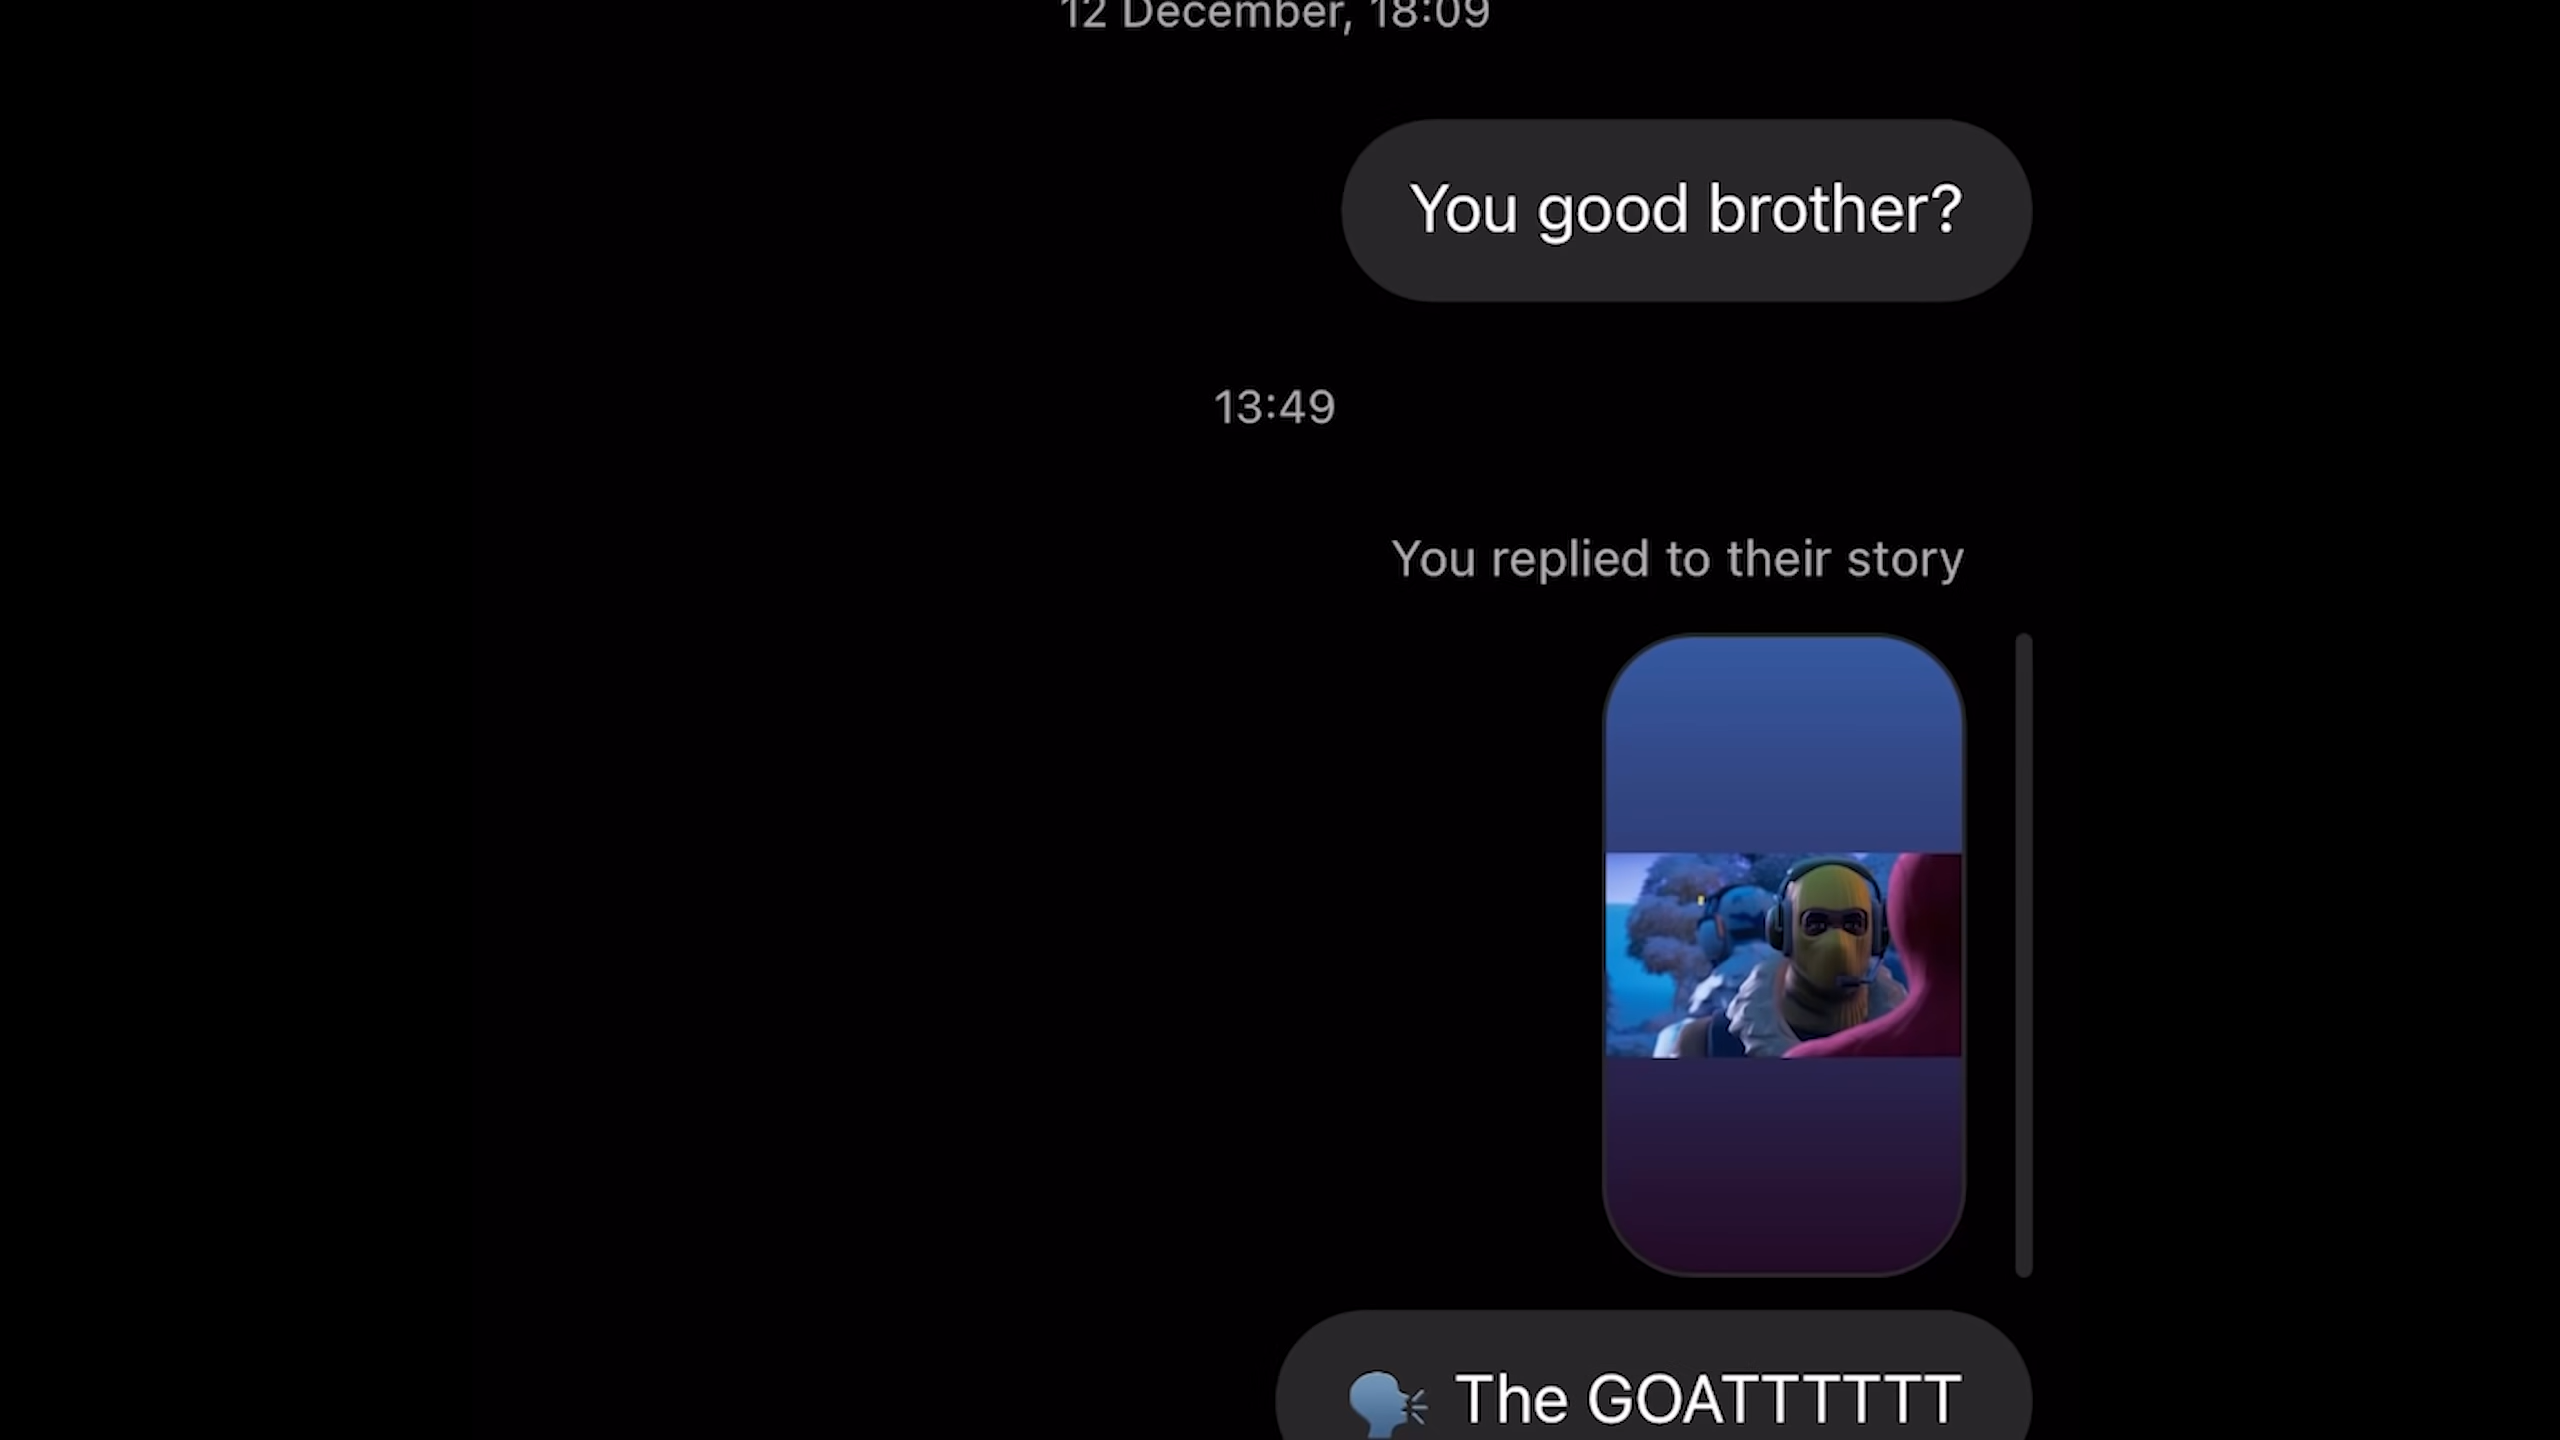 12 December, 18:09
You good brother?
13:49
You replied to their story
🗣️ The GOATTTTTT